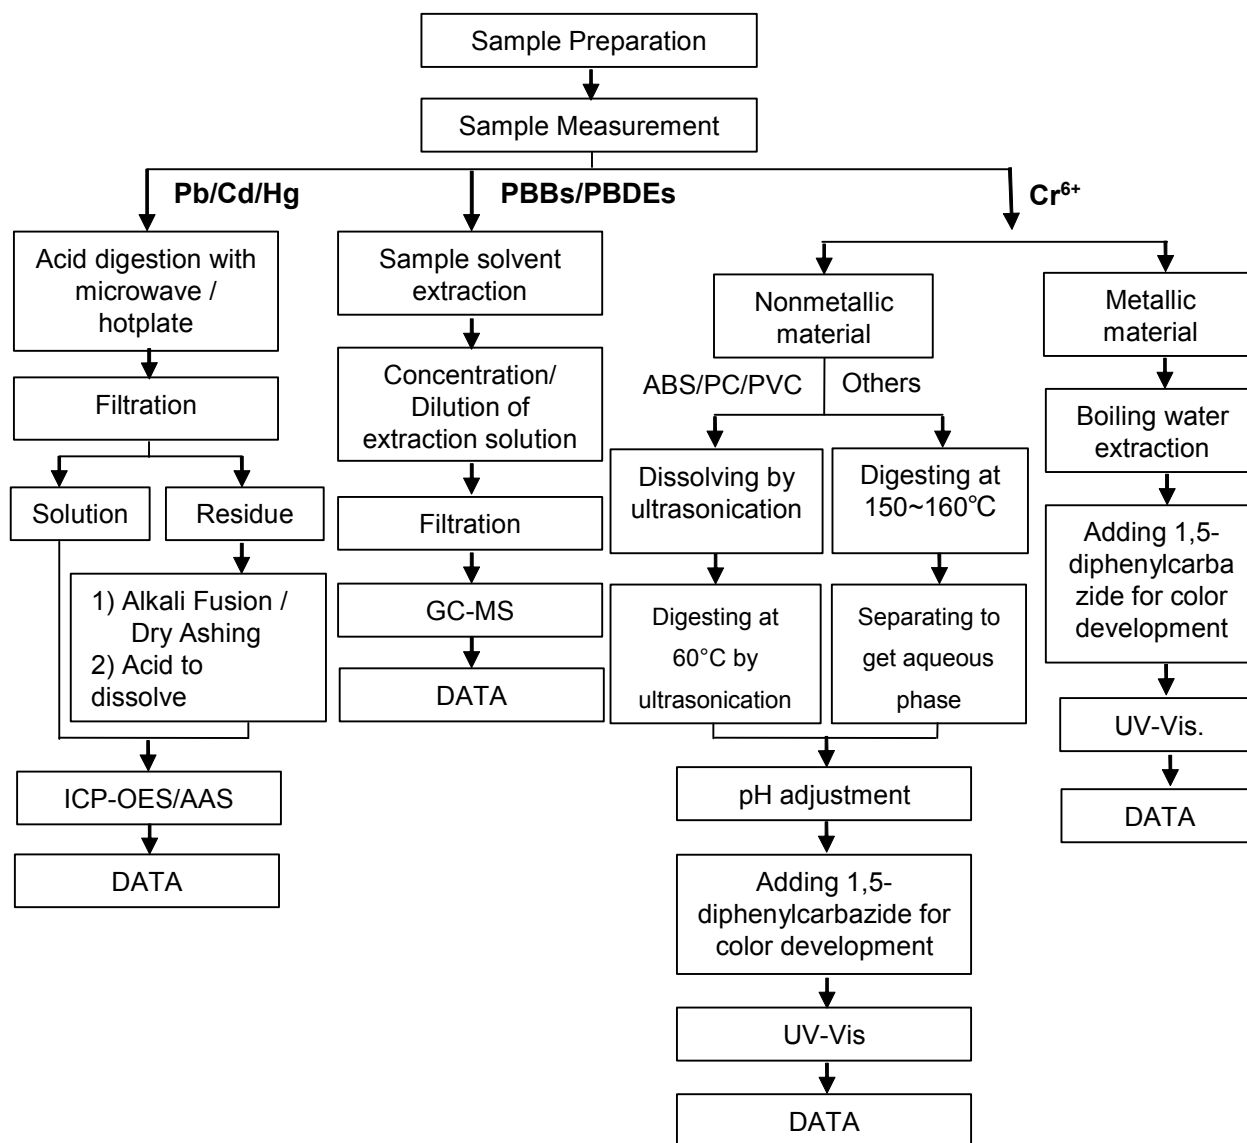 Sample Preparation
Sample Measurement
Pb/Cd/Hg
PBBs/PBDEs
Cr⁶⁺
Acid digestion with
microwave /
hotplate
Filtration
Solution
Residue
1) Alkali Fusion /
Dry Ashing
2) Acid to
dissolve
ICP-OES/AAS
DATA
Sample solvent
extraction
Concentration/
Dilution of
extraction solution
Filtration
GC-MS
DATA
Nonmetallic
material
ABS/PC/PVC
Others
Dissolving by
ultrasonication
Digesting at
60°C by
ultrasonication
Digesting at
150~160℃
Separating to
get aqueous
phase
pH adjustment
Adding 1,5-
diphenylcarbazide for
color development
UV-Vis
DATA
Metallic
material
Boiling water
extraction
Adding 1,5-
diphenylcarba
zide for color
development
UV-Vis.
DATA